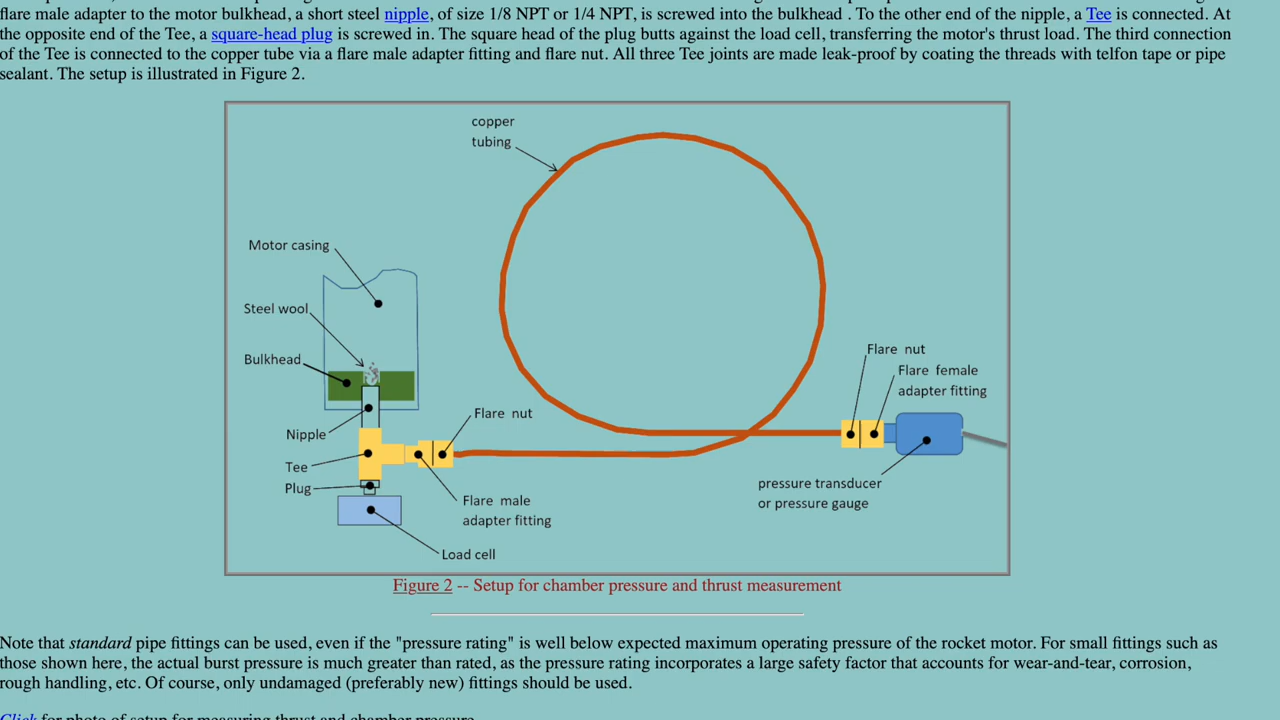 flare male adapter to the motor bulkhead, a short steel nipple, of size 1/8 NPT or 1/4 NPT, is screwed into the bulkhead . To the other end of the nipple, a Tee is connected. At
the opposite end of the Tee, a square-head plug is screwed in. The square head of the plug butts against the load cell, transferring the motor's thrust load. The third connection
of the Tee is connected to the copper tube via a flare male adapter fitting and flare nut. All three Tee joints are made leak-proof by coating the threads with telfon tape or pipe
sealant. The setup is illustrated in Figure 2.
copper
tubing
Motor casing
Steel wool
Bulkhead
Flare nut
Flare female
adapter fitting
Flare nut
Nipple
Tee
Plug
pressure transducer
or pressure gauge
Flare male
adapter fitting
Load cell
Figure 2 -- Setup for chamber pressure and thrust measurement
Note that standard pipe fittings can be used, even if the "pressure rating" is well below expected maximum operating pressure of the rocket motor. For small fittings such as
those shown here, the actual burst pressure is much greater than rated, as the pressure rating incorporates a large safety factor that accounts for wear-and-tear, corrosion,
rough handling, etc. Of course, only undamaged (preferably new) fittings should be used.
Click for photo of setup for measuring thrust and chamber pressure